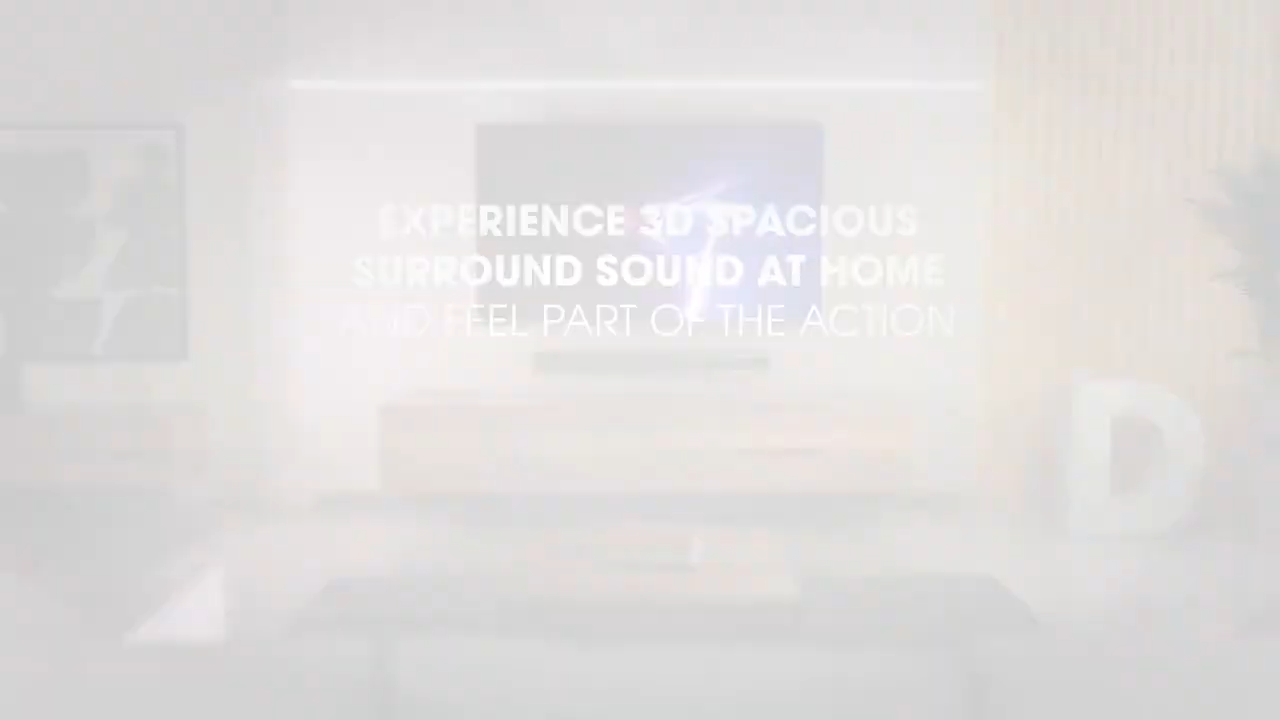 EXPERIENCE 3D SPACIOUS
SURROUND SOUND AT HOME
AND FEEL PART OF THE ACTION
D